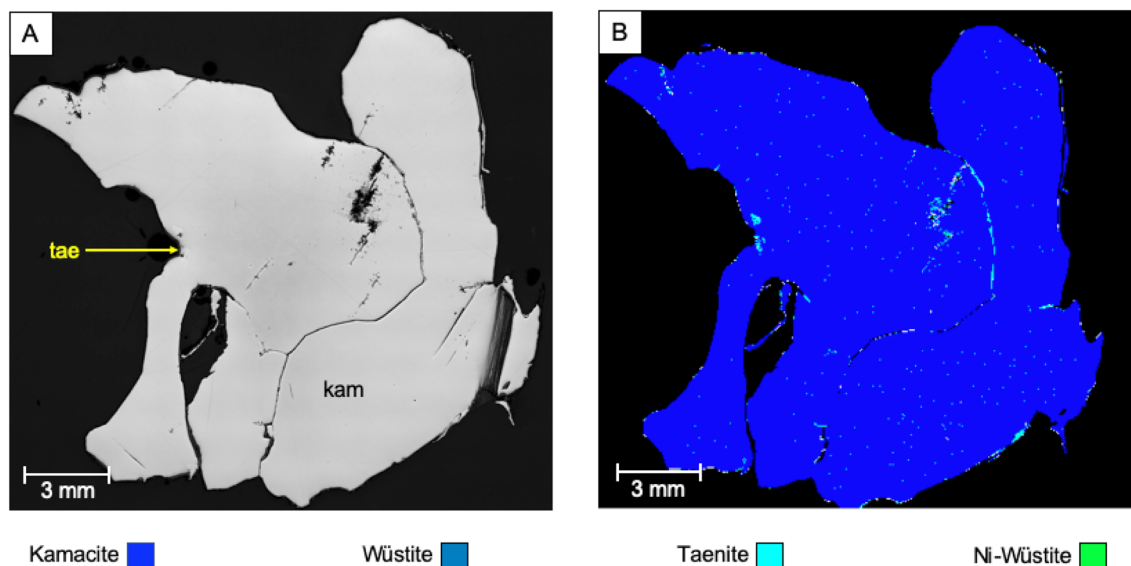 A
B
tae
kam
3 mm
3 mm
Kamacite
Wüstite
Taenite
Ni-Wüstite